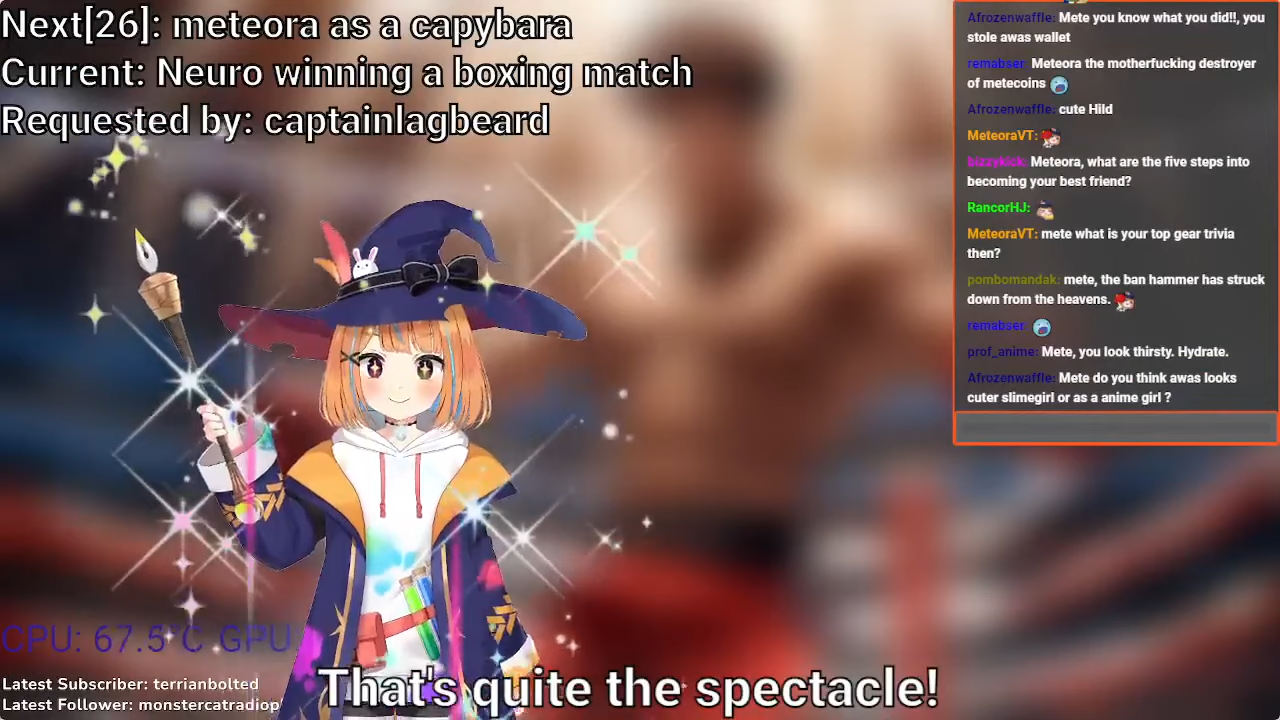 Next[26]: meteora as a capybara
Current: Neuro winning a boxing match
Requested by: captainlagbeard
Afrozenwaffle: Mete you know what you did!!, you
stole awas wallet
remabser: Meteora the motherfucking destroyer
of metecoins
Afrozenwaffle: cute Hild
MeteoraVT:
bizzykick: Meteora, what are the five steps into
becoming your best friend?
RancorHJ:
MeteoraVT: mete what is your top gear trivia
then?
pombomandak: mete, the ban hammer has struck
down from the heavens.
remabser:
prof_anime: Mete, you look thirsty. Hydrate.
Afrozenwaffle: Mete do you think awas looks
cuter slimegirl or as a anime girl ?
CPU: 67.5°C GPU:
Latest Subscriber: terrianbolted
Latest Follower: monstercatradiop
That's quite the spectacle!